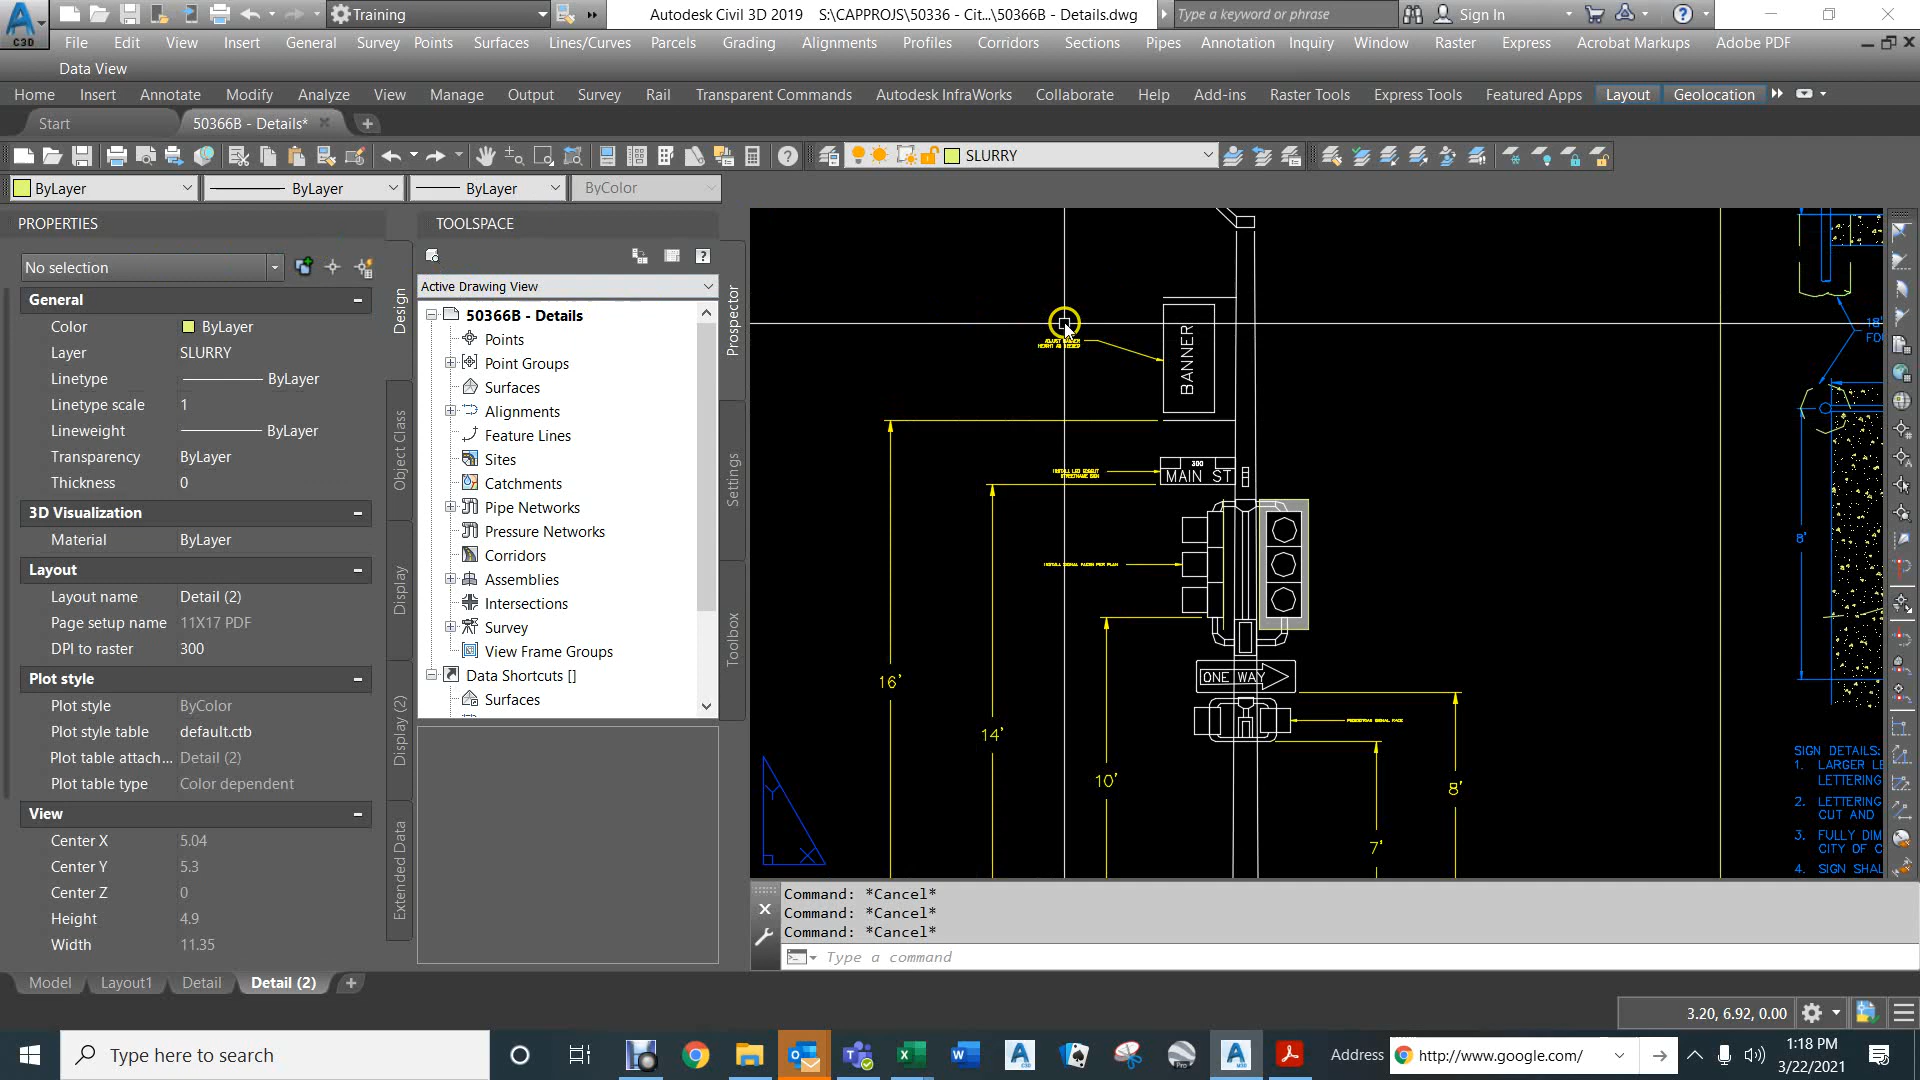 C3D
Training
Autodesk Civil 3D 2019 S:\CAPPROJS\50336 - Cit...\50366B - Details.dwg
Type a keyword or phrase
Sign In
File Edit View Insert General Survey Points Surfaces Lines/Curves Parcels Grading Alignments Profiles Corridors Sections Pipes Annotation Inquiry Window Raster Express Acrobat Markups Adobe PDF
Data View
Home Insert Annotate Modify Analyze View Manage Output Survey Rail Transparent Commands Autodesk InfraWorks Collaborate Help Add-ins Raster Tools Express Tools Featured Apps Layout Geolocation
Start
50366B - Details*
SLURRY
ByLayer
ByLayer
ByLayer
ByColor
PROPERTIES
No selection
General
Color ByLayer
Layer SLURRY
Linetype ByLayer
Linetype scale 1
Lineweight ByLayer
Transparency ByLayer
Thickness 0
3D Visualization
Material ByLayer
Layout
Layout name Detail (2)
Page setup name 11X17 PDF
DPI to raster 300
Plot style
Plot style ByColor
Plot style table default.ctb
Plot table attach... Detail (2)
Plot table type Color dependent
View
Center X 5.04
Center Y 5.3
Center Z 0
Height 4.9
Width 11.35
Design
Object Class
Display
Display (2)
Extended Data
TOOLSPACE
Active Drawing View
50366B - Details
Points
Point Groups
Surfaces
Alignments
Feature Lines
Sites
Catchments
Pipe Networks
Pressure Networks
Corridors
Assemblies
Intersections
Survey
View Frame Groups
Data Shortcuts []
Surfaces
Prospector
Settings
Toolbox
BANNER
300
MAIN ST
INSTALL SIGNAL FACES PER PLAN
ONE WAY
PEDESTRIAN SIGNAL FACE
16'
14'
10'
8'
7'
Y
X
18'
FO
8'
SIGN DETAILS:
1. LARGER LE
LETTERING
2. LETTERING
CUT AND
3. FULLY DIM
CITY OF C
4. SIGN SHAL
Command: *Cancel*
Command: *Cancel*
Command: *Cancel*
Type a command
Model Layout1 Detail Detail (2)
3.20, 6.92, 0.00
Type here to search
Address
http://www.google.com/
1:18 PM
3/22/2021